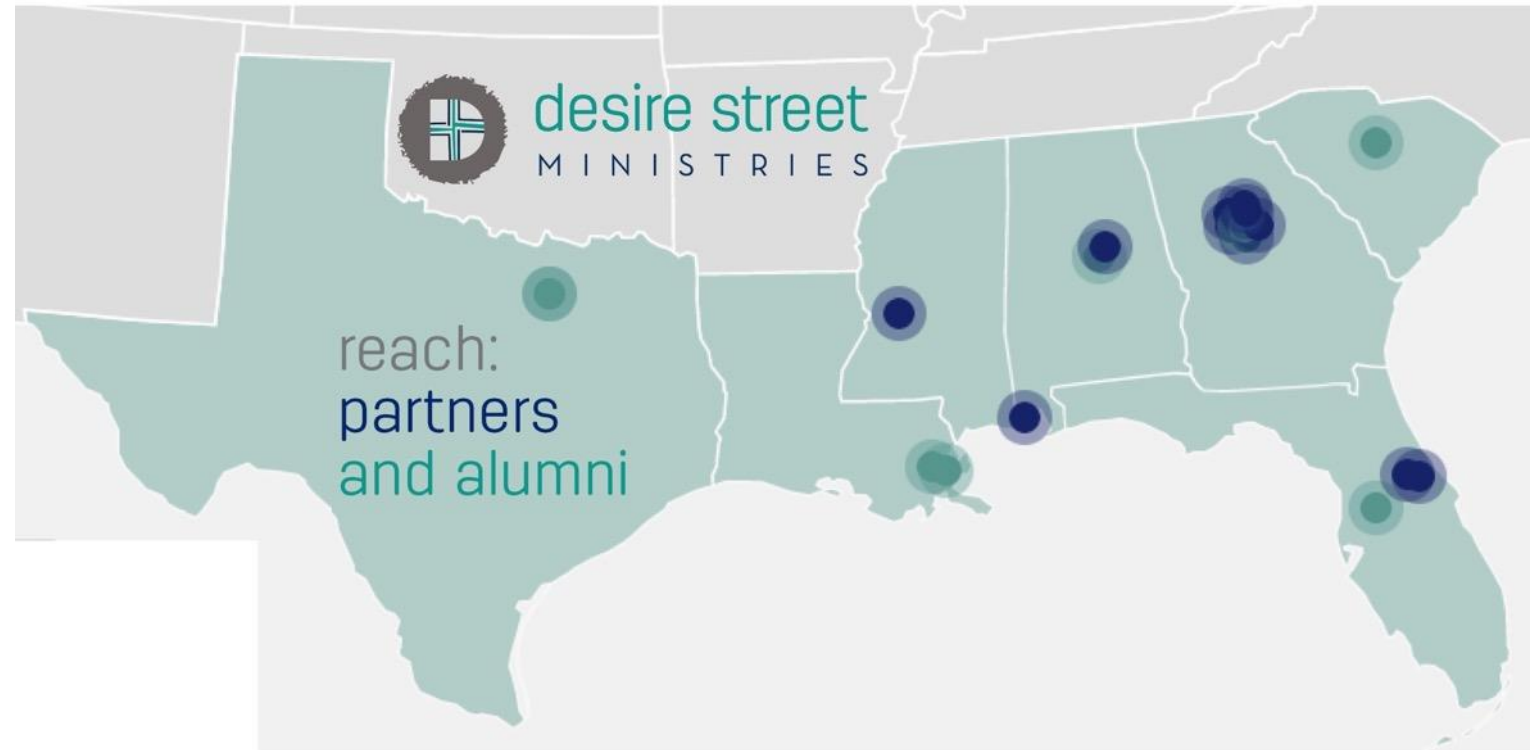 desire street
MINISTRIES
reach:
partners
and alumni